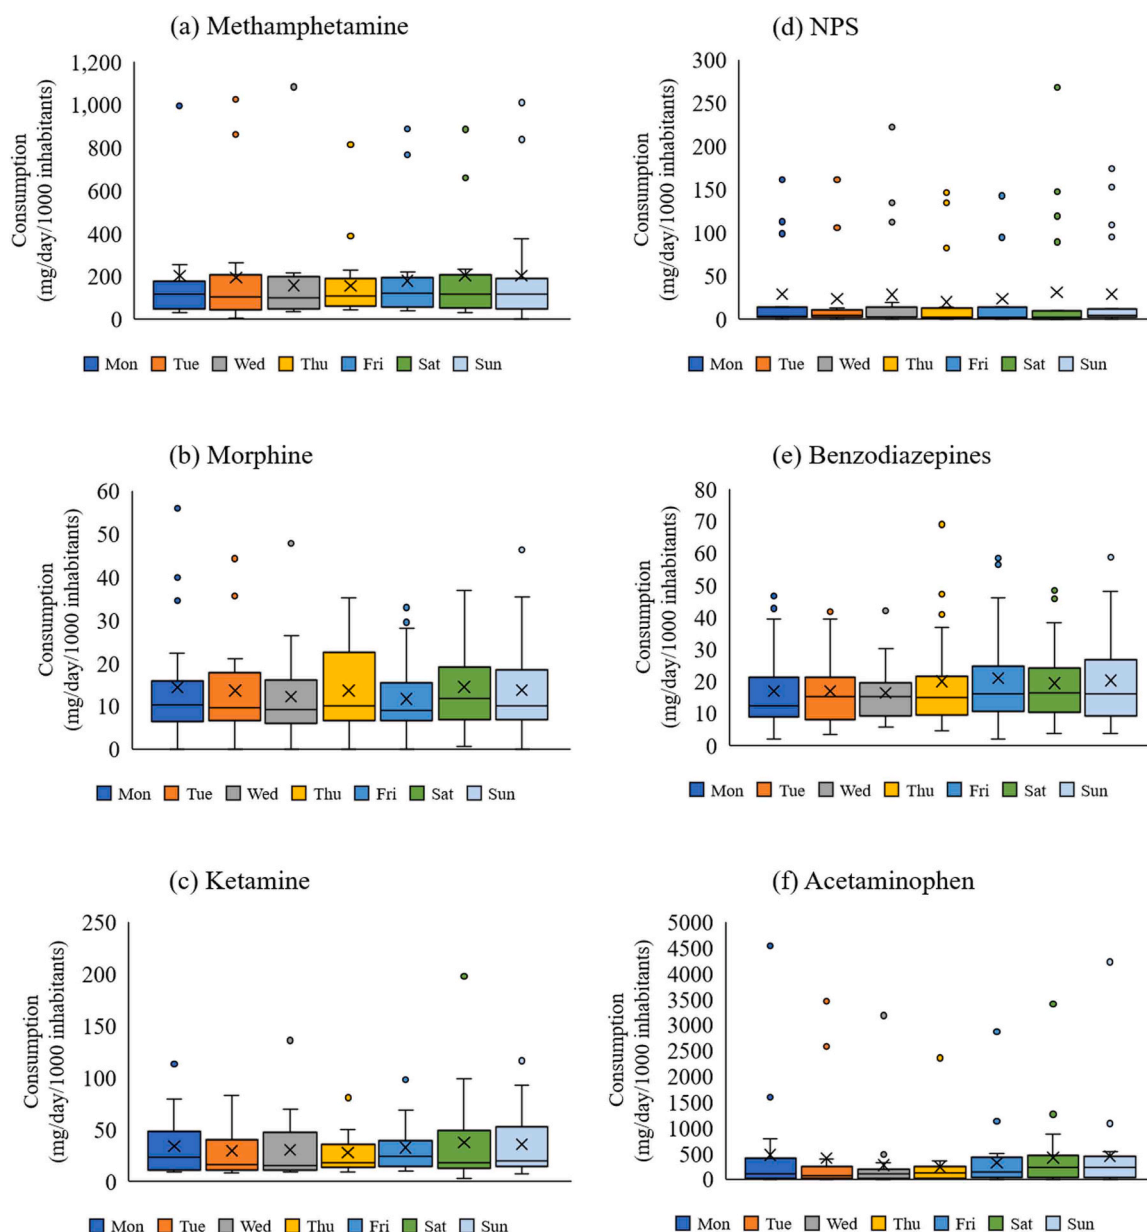 (a) Methamphetamine
Consumption
(mg/day/1000 inhabitants)
1,200
1,000
800
600
400
200
0
Mon Tue Wed Thu Fri Sat Sun
(d) NPS
Consumption
(mg/day/1000 inhabitants)
300
250
200
150
100
50
0
Mon Tue Wed Thu Fri Sat Sun
(b) Morphine
Consumption
(mg/day/1000 inhabitants)
60
50
40
30
20
10
0
Mon Tue Wed Thu Fri Sat Sun
(e) Benzodiazepines
Consumption
(mg/day/1000 inhabitants)
80
70
60
50
40
30
20
10
0
Mon Tue Wed Thu Fri Sat Sun
(c) Ketamine
Consumption
(mg/day/1000 inhabitants)
250
200
150
100
50
0
Mon Tue Wed Thu Fri Sat Sun
(f) Acetaminophen
Consumption
(mg/day/1000 inhabitants)
5000
4500
4000
3500
3000
2500
2000
1500
1000
500
0
Mon Tue Wed Thu Fri Sat Sun